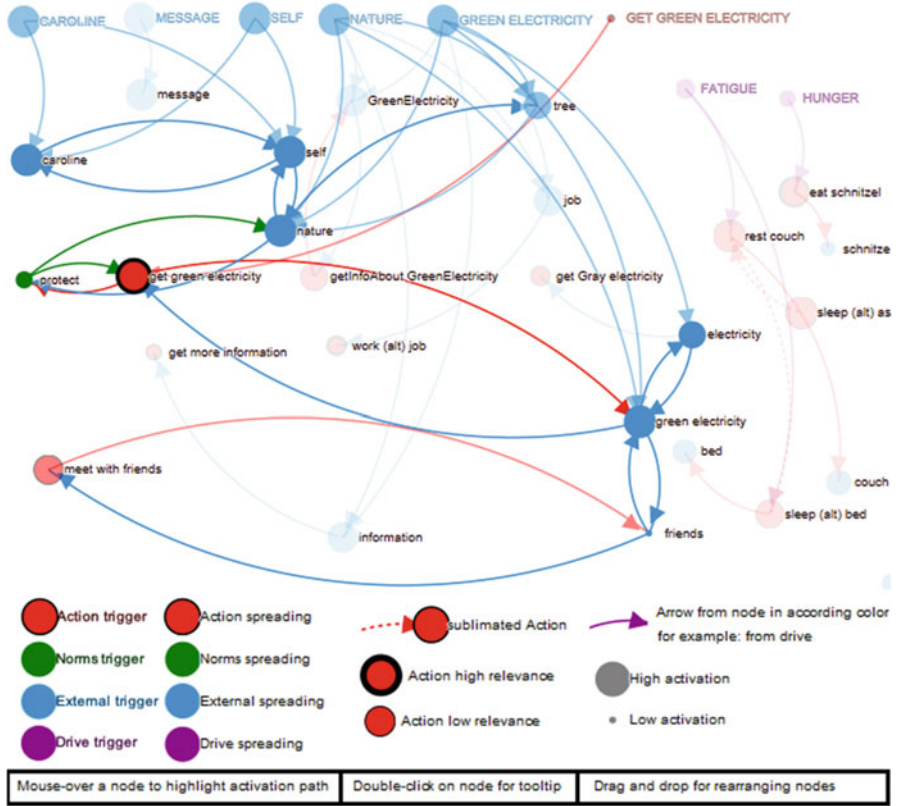 CAROLINE MESSAGE SELF NATURE GREEN ELECTRICITY GET GREEN ELECTRICITY
FATIGUE
HUNGER
message
GreenElectricity
tree
caroline
self
eat schnitzel
job
nature
rest couch
schnitze
protect
get green electricity
getInfoAbout GreenElectricity
get Gray electricity
sleep (alt) as
electricity
get more information
work (alt) job
green electricity
bed
meet with friends
couch
sleep (alt) bed
information
friends
Action trigger
Action spreading
sublimated Action
Arrow from node in according color
for example: from drive
Norms trigger
Norms spreading
Action high relevance
High activation
External trigger
External spreading
Action low relevance
Low activation
Drive trigger
Drive spreading
Mouse-over a node to highlight activation path
Double-click on node for tooltip
Drag and drop for rearranging nodes